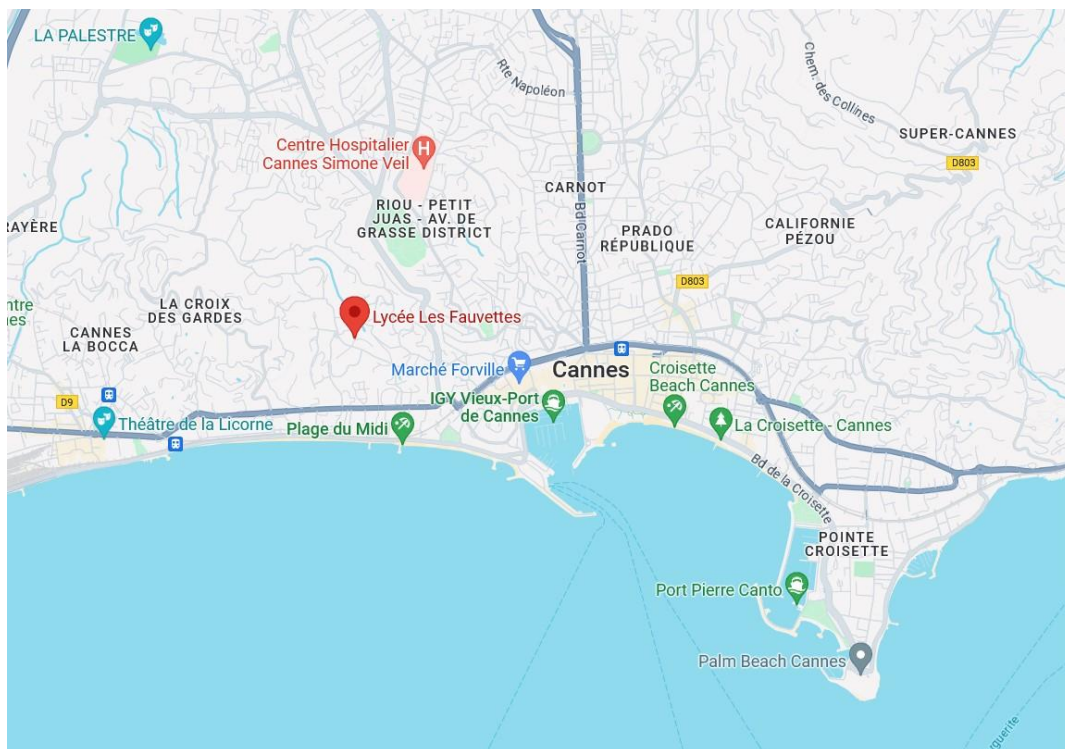 LA PALESTRE
Rte Napoléon
Chem. des Collines
SUPER-CANNES
D803
Centre Hospitalier
Cannes Simone Veil
H
CARNOT
Bd Carnot
RIOU - PETIT
JUAS - AV. DE
GRASSE DISTRICT
PRADO
RÉPUBLIQUE
CALIFORNIE
PÉZOU
RAYÈRE
D803
LA CROIX
DES GARDES
ntre
nes
Lycée Les Fauvettes
CANNES
LA BOCCA
Marché Forville
Cannes
Croisette
Beach Cannes
D9
IGY Vieux-Port
de Cannes
Théâtre de la Licorne
Plage du Midi
La Croisette - Cannes
Bd de la Croisette
POINTE
CROISETTE
Port Pierre Canto
Palm Beach Cannes
guerite